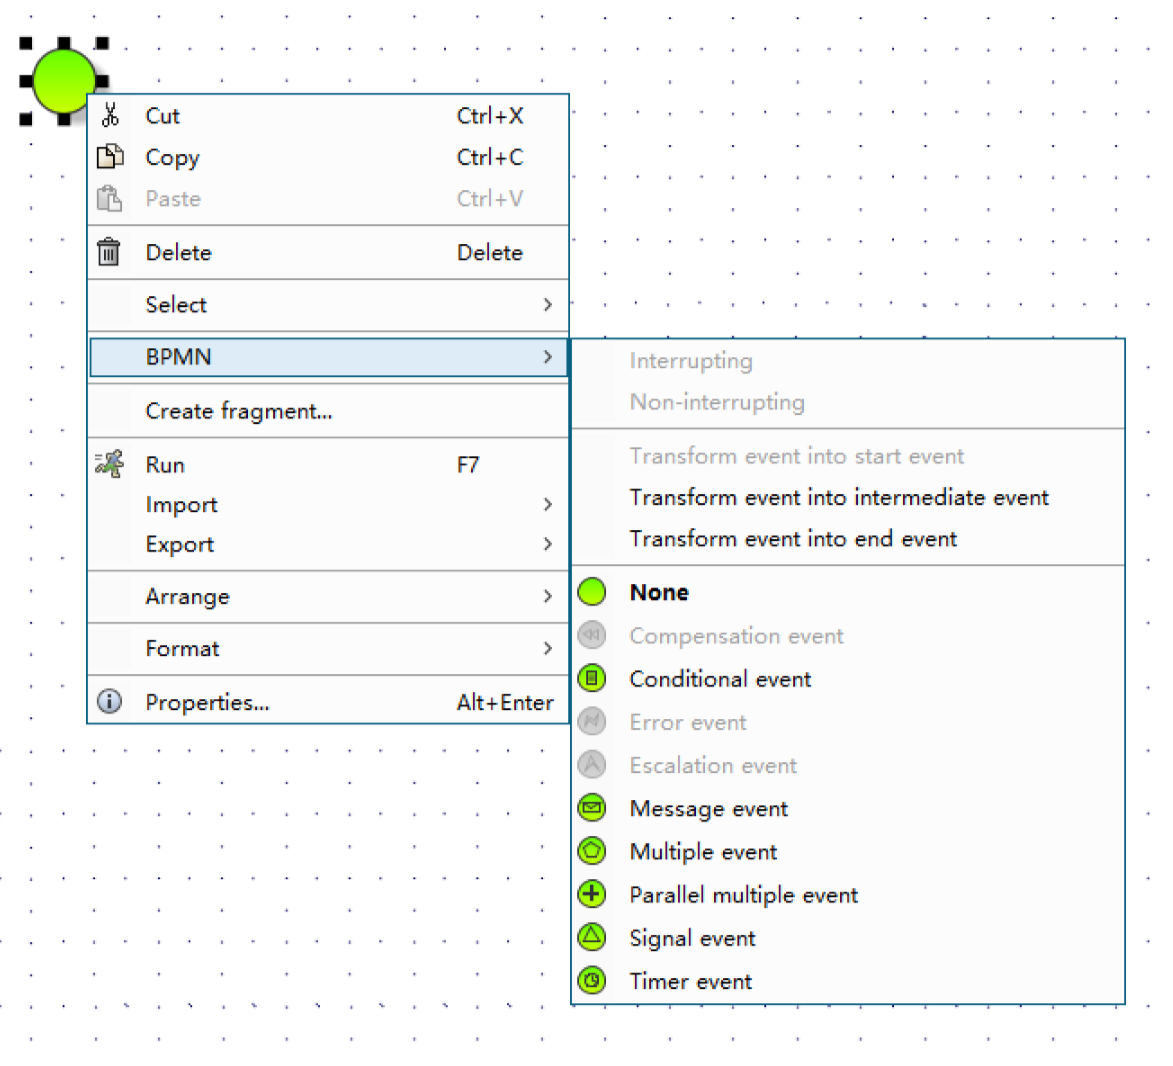 Cut Ctrl+X
Copy Ctrl+C
Paste Ctrl+V
Delete Delete
Select
BPMN
Create fragment...
Run F7
Import
Export
Arrange
Format
Properties... Alt+Enter
Interrupting
Non-interrupting
Transform event into start event
Transform event into intermediate event
Transform event into end event
None
Compensation event
Conditional event
Error event
Escalation event
Message event
Multiple event
Parallel multiple event
Signal event
Timer event